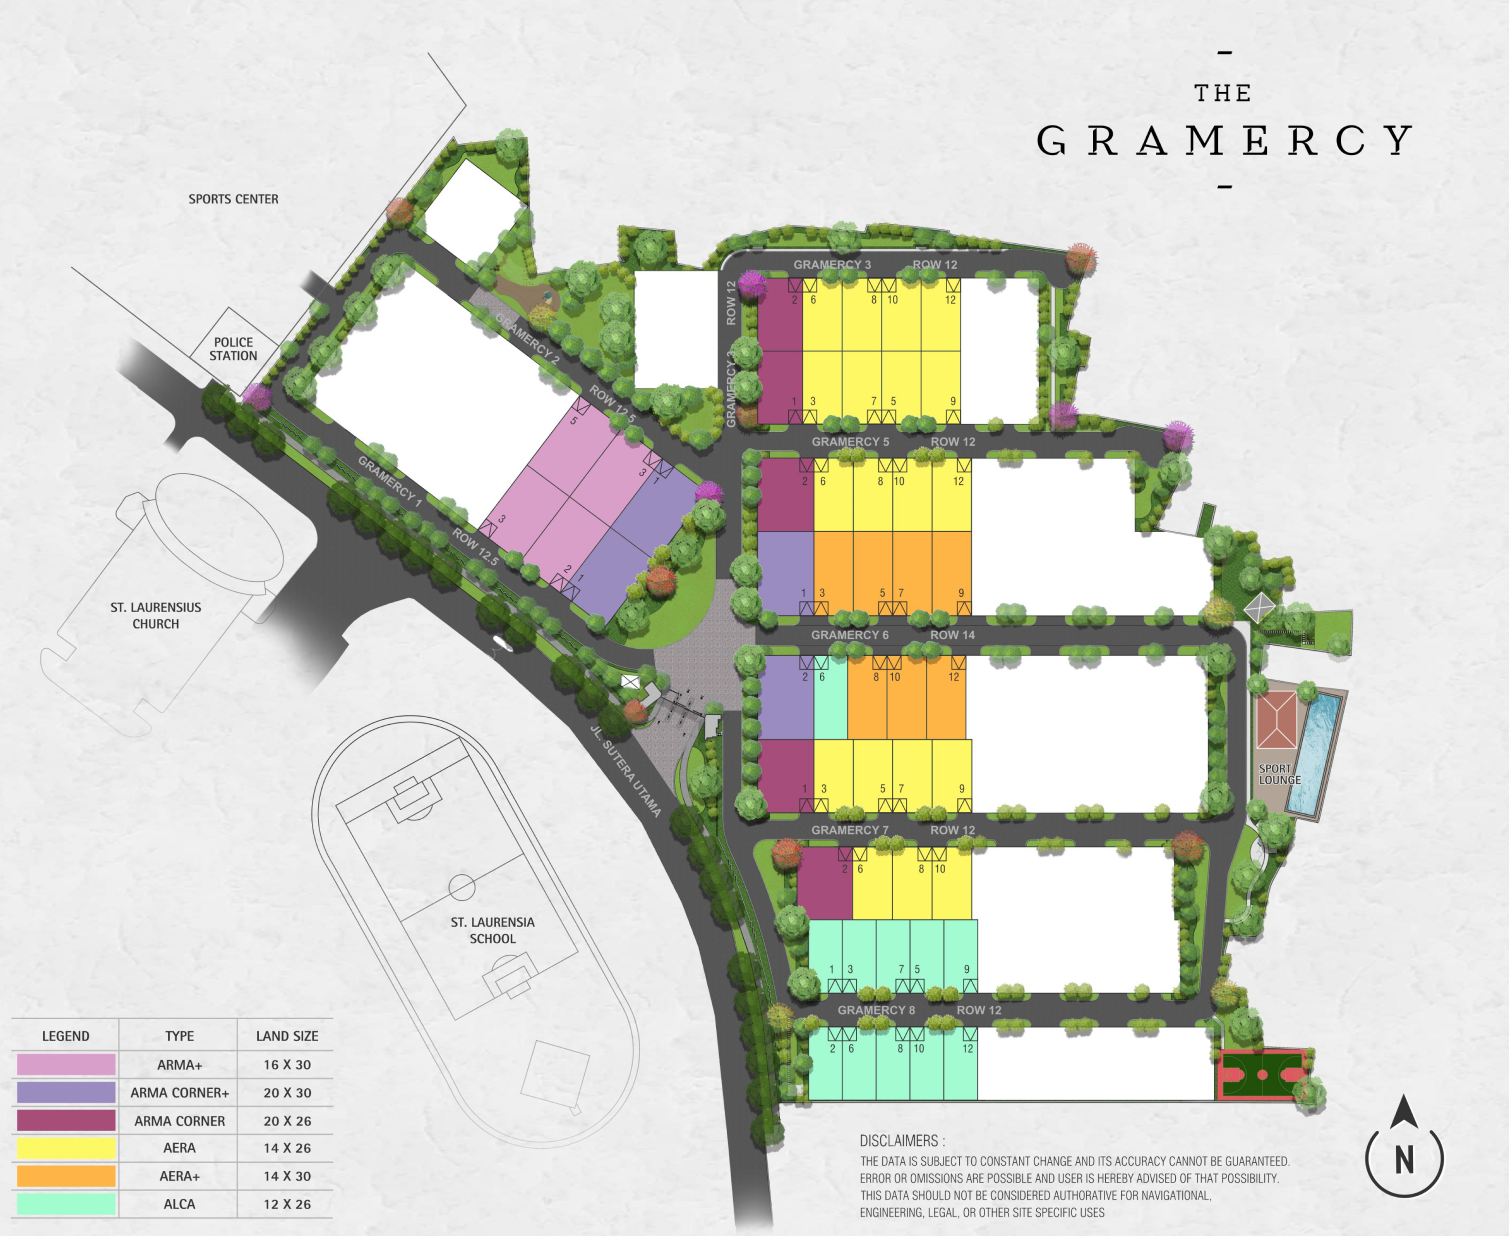 THE
GRAMERCY
SPORTS CENTER
POLICE
STATION
GRAMERCY 3 ROW 12
ROW 12
GRAMERCY 3
2 6 8 10 12
1 3 7 5 9
GRAMERCY 2
ROW 12.5
5
3 1
3
2 1
GRAMERCY 1
ROW 12.5
GRAMERCY 5 ROW 12
2 6 8 10 12
1 3 5 7 9
GRAMERCY 6 ROW 14
2 6 8 10 12
1 3 5 7 9
GRAMERCY 7 ROW 12
2 6 8 10
1 3 7 5 9
GRAMERCY 8 ROW 12
2 6 8 10 12
ST. LAURENSIUS
CHURCH
JL. SUTERA UTAMA
SPORT
LOUNGE
ST. LAURENSIA
SCHOOL
LEGEND TYPE LAND SIZE
ARMA+ 16 X 30
ARMA CORNER+ 20 X 30
ARMA CORNER 20 X 26
AERA 14 X 26
AERA+ 14 X 30
ALCA 12 X 26
DISCLAIMERS :
THE DATA IS SUBJECT TO CONSTANT CHANGE AND ITS ACCURACY CANNOT BE GUARANTEED.
ERROR OR OMISSIONS ARE POSSIBLE AND USER IS HEREBY ADVISED OF THAT POSSIBILITY.
THIS DATA SHOULD NOT BE CONSIDERED AUTHORATIVE FOR NAVIGATIONAL,
ENGINEERING, LEGAL, OR OTHER SITE SPECIFIC USES
N